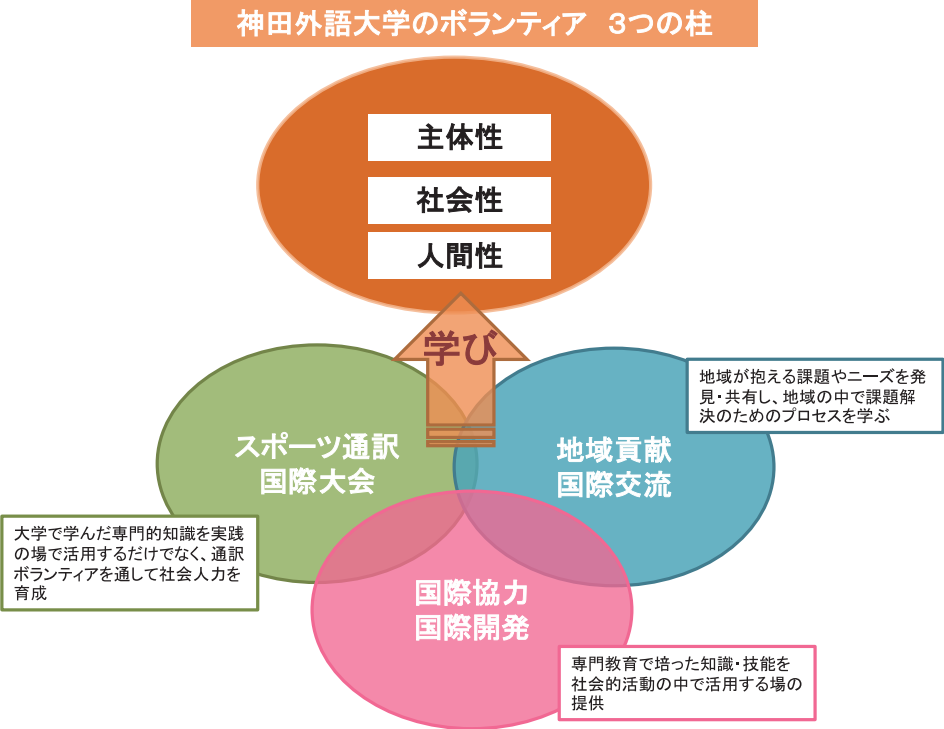 神田外語大学のボランティア　３つの柱
主体性
社会性
人間性
学び
スポーツ通訳
国際大会
地域貢献
国際交流
地域が抱える課題やニーズを発
見・共有し、地域の中で課題解
決のためのプロセスを学ぶ
大学で学んだ専門的知識を実践
の場で活用するだけでなく、通訳
ボランティアを通して社会人力を
育成
国際協力
国際開発
専門教育で培った知識・技能を
社会的活動の中で活用する場の
提供